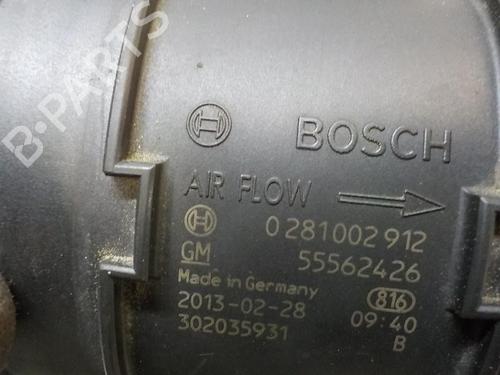 B-PARTS
BOSCH
AIR FLOW
0 281 002 912
GM 55562426
Made in Germany
2013-02-28 816
302035931 09:40
B